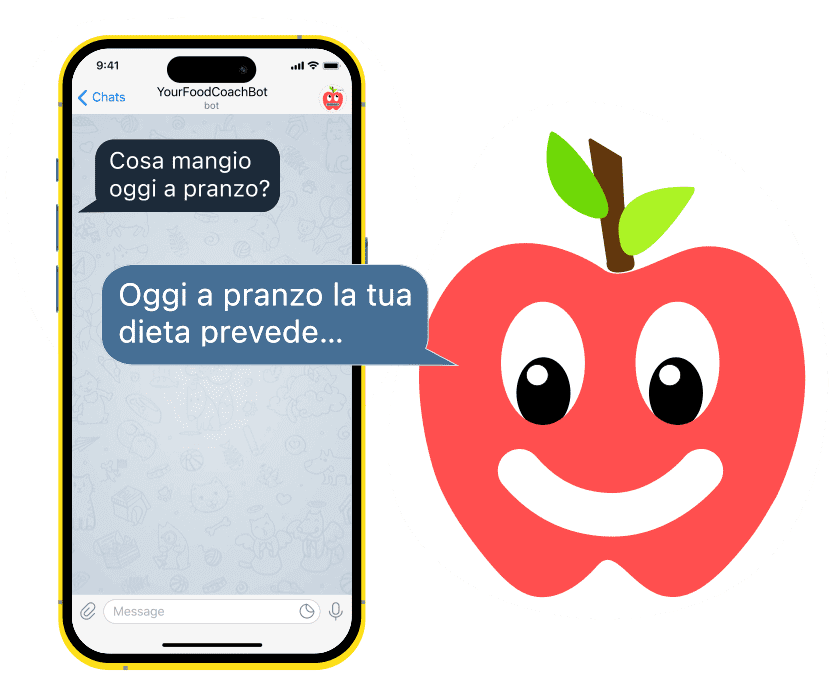 9:41
Chats
YourFoodCoachBot
bot
Cosa mangio
oggi a pranzo?
Oggi a pranzo la tua
dieta prevede...
Message